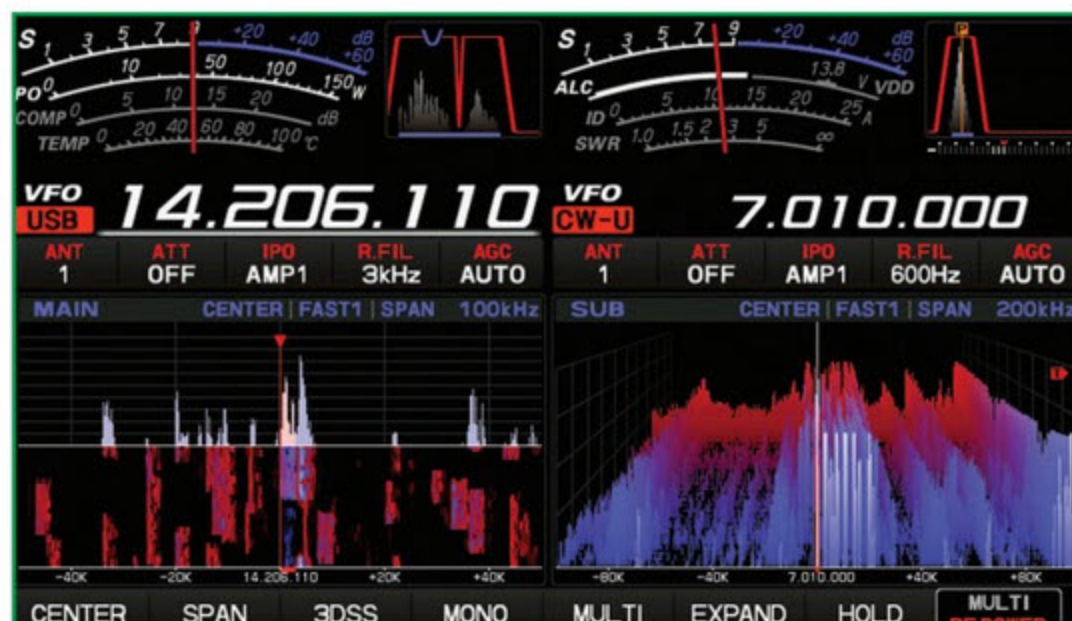 S 1 3 5 7 9 +20 +40 +60 dB
PO 0 10 50 100 150 W
COMP 0 5 10 15 20 dB
TEMP 0 20 40 60 80 100 °C
S 1 3 5 7 9 +20 +40 +60 dB
ALC 13.8 V VDD
ID 0 5 10 15 20 25 A
SWR 1.0 1.5 2 3 5 ∞
VFO
USB
14.206.110
VFO
CW-U
7.010.000
ANT ATT IPO R.FIL AGC
1 OFF AMP1 3kHz AUTO
ANT ATT IPO R.FIL AGC
1 OFF AMP1 600Hz AUTO
MAIN CENTER | FAST1 | SPAN 100kHz
-40K -20K 14.206.110 +20K +40K
SUB CENTER | FAST1 | SPAN 200kHz
-80K -40K 7.010.000 +40K +80K
CENTER SPAN 3DSS MONO MULTI EXPAND HOLD MULTI